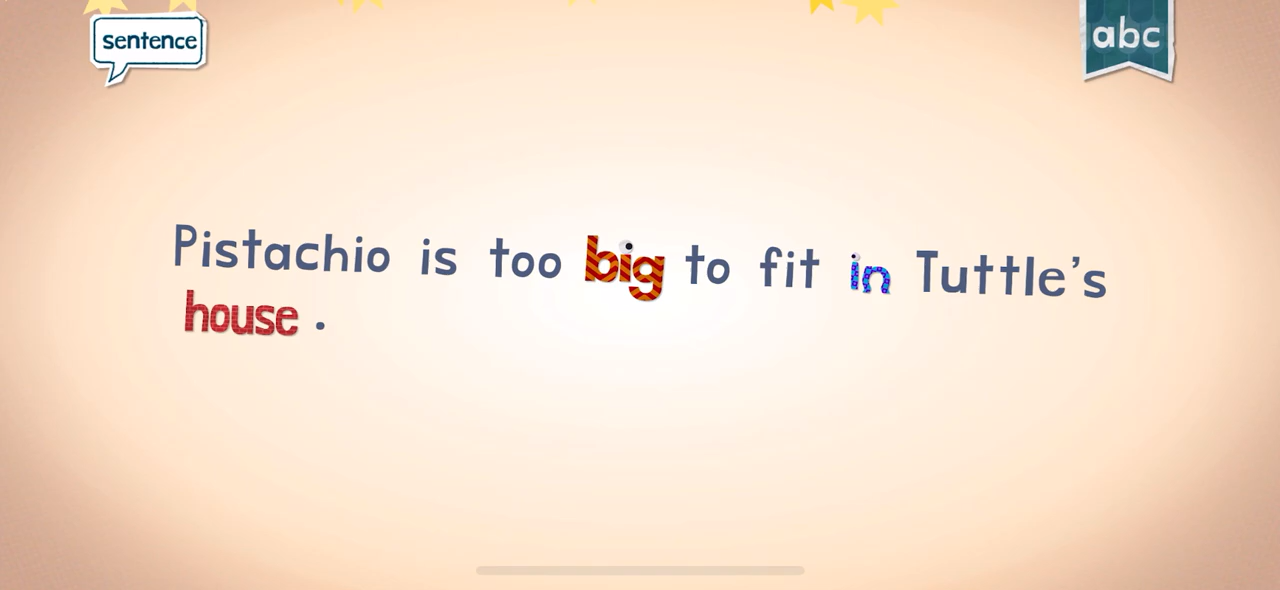 sentence
abc
Pistachio is too big to fit in Tuttle’s
house .